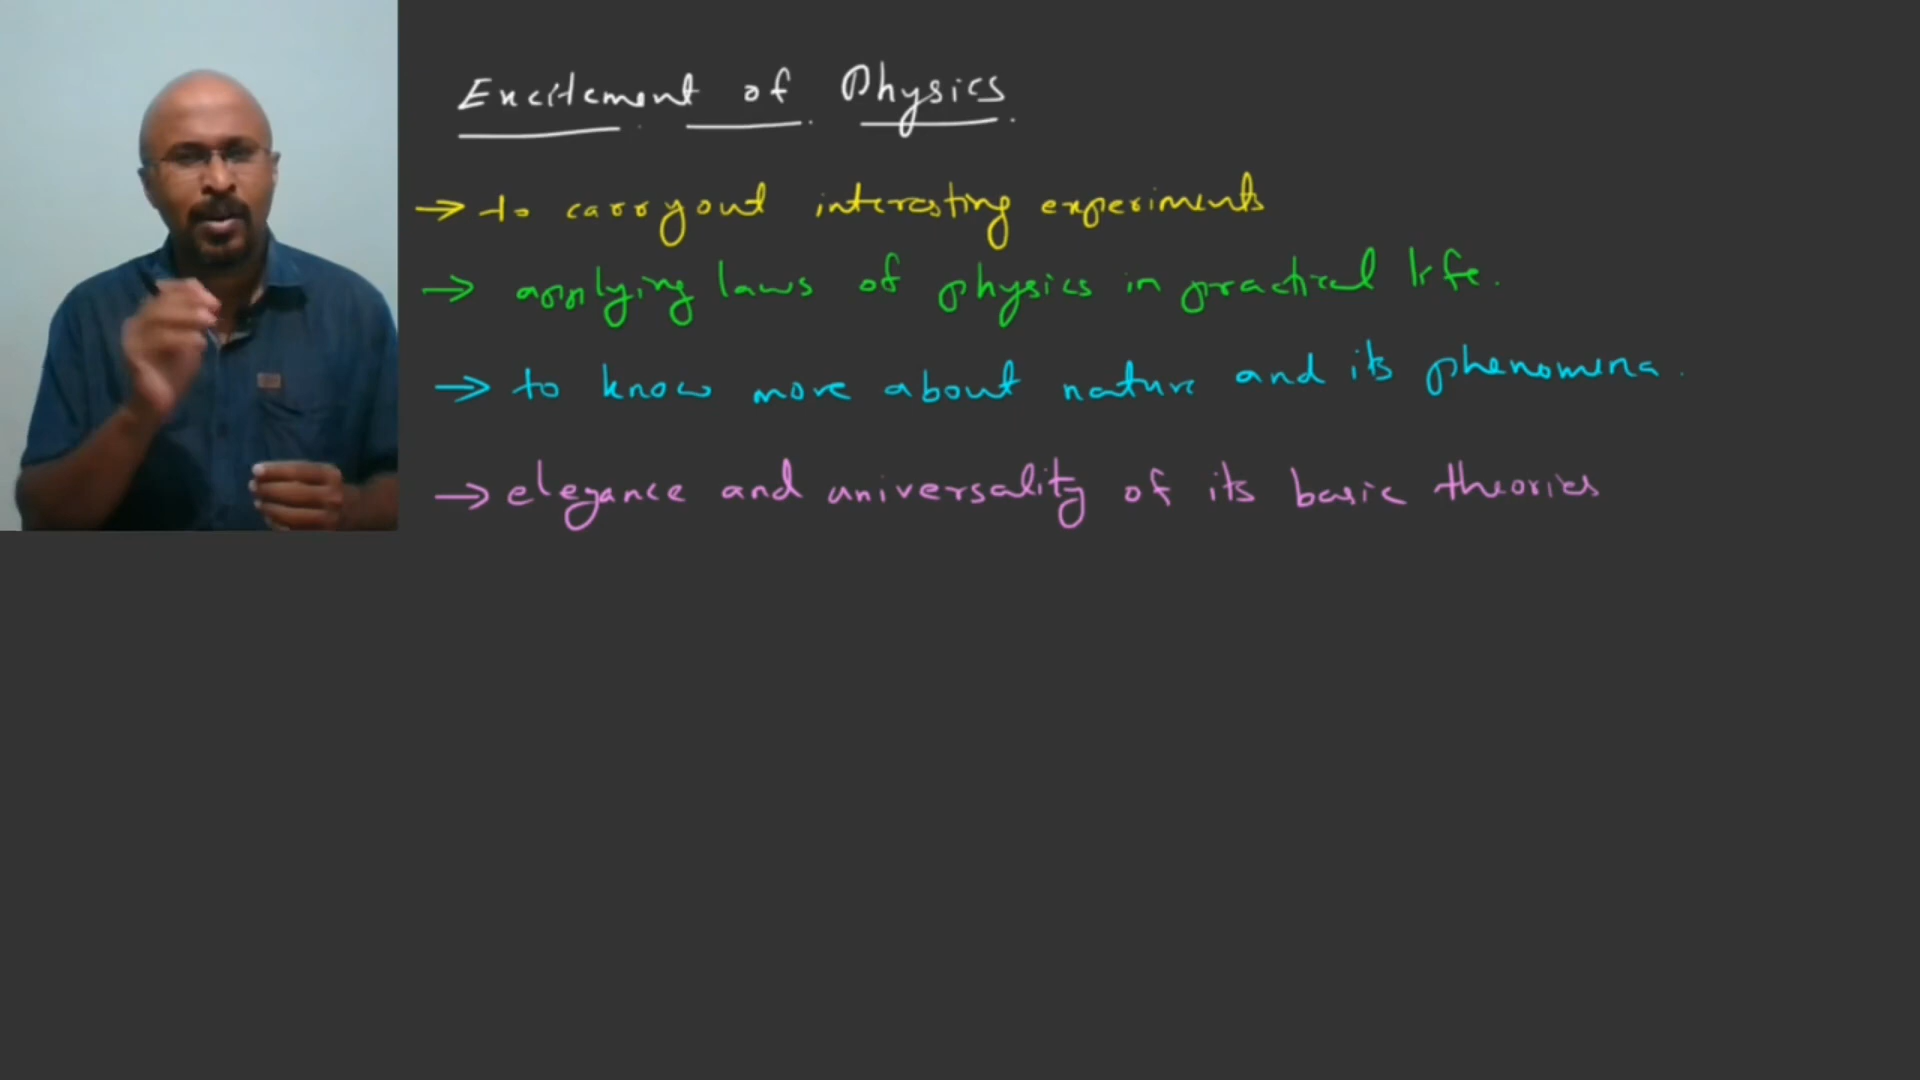 Excitement of Physics.
→ to carryout interesting experiments
→ applying laws of physics in practical life.
→ to know more about nature and its phenomena.
→ elegance and universality of its basic theories